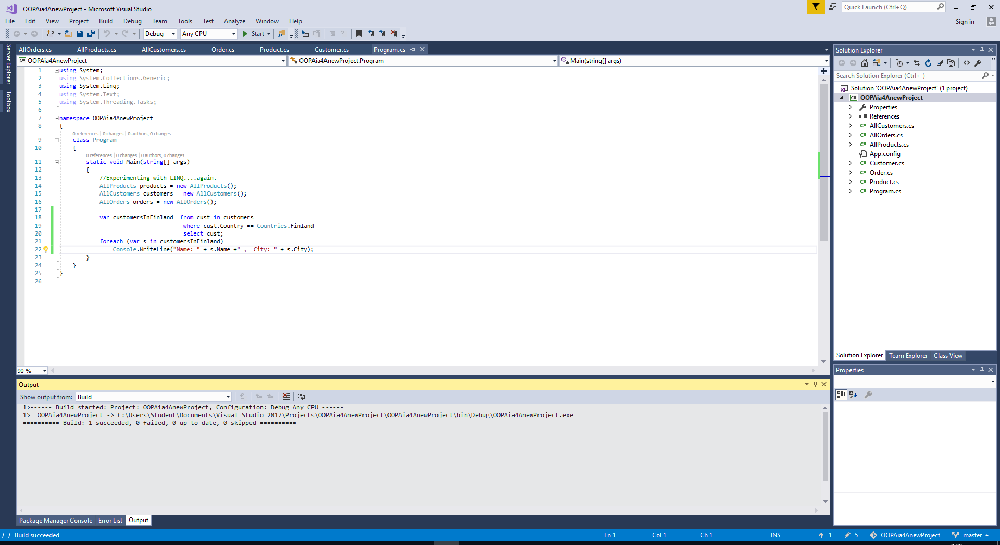 OOPAia4AnewProject - Microsoft Visual Studio
Quick Launch (Ctrl+Q)
File Edit View Project Build Debug Team Tools Test Analyze Window Help
Sign in
Debug Any CPU Start
Server Explorer
Toolbox
AllOrders.cs AllProducts.cs AllCustomers.cs Order.cs Product.cs Customer.cs Program.cs
OOPAia4AnewProject OOPAia4AnewProject.Program Main(string[] args)
1 using System;
2 using System.Collections.Generic;
3 using System.Linq;
4 using System.Text;
5 using System.Threading.Tasks;
6
7 namespace OOPAia4AnewProject
8 {
0 references | 0 changes | 0 authors, 0 changes
9 class Program
10 {
0 references | 0 changes | 0 authors, 0 changes
11 static void Main(string[] args)
12 {
13 //Experimenting with LINQ....again.
14 AllProducts products = new AllProducts();
15 AllCustomers customers = new AllCustomers();
16 AllOrders orders = new AllOrders();
17
18 var customersInFinland= from cust in customers
19 where cust.Country == Countries.Finland
20 select cust;
21 foreach (var s in customersInFinland)
22 Console.WriteLine("Name: " + s.Name +" ,  City: " + s.City);
23 }
24 }
25 }
26
90 %
Solution Explorer
Search Solution Explorer (Ctrl+¨)
Solution 'OOPAia4AnewProject' (1 project)
C# OOPAia4AnewProject
Properties
References
C# AllCustomers.cs
C# AllOrders.cs
C# AllProducts.cs
App.config
C# Customer.cs
C# Order.cs
C# Product.cs
C# Program.cs
Solution Explorer Team Explorer Class View
Properties
Output
Show output from: Build
1>------ Build started: Project: OOPAia4AnewProject, Configuration: Debug Any CPU ------
1>  OOPAia4AnewProject -> C:\Users\Student\Documents\Visual Studio 2017\Projects\OOPAia4AnewProject\OOPAia4AnewProject\bin\Debug\OOPAia4AnewProject.exe
========== Build: 1 succeeded, 0 failed, 0 up-to-date, 0 skipped ==========
Package Manager Console Error List Output
Build succeeded Ln 1 Col 1 Ch 1 INS 1 5 OOPAia4AnewProject master